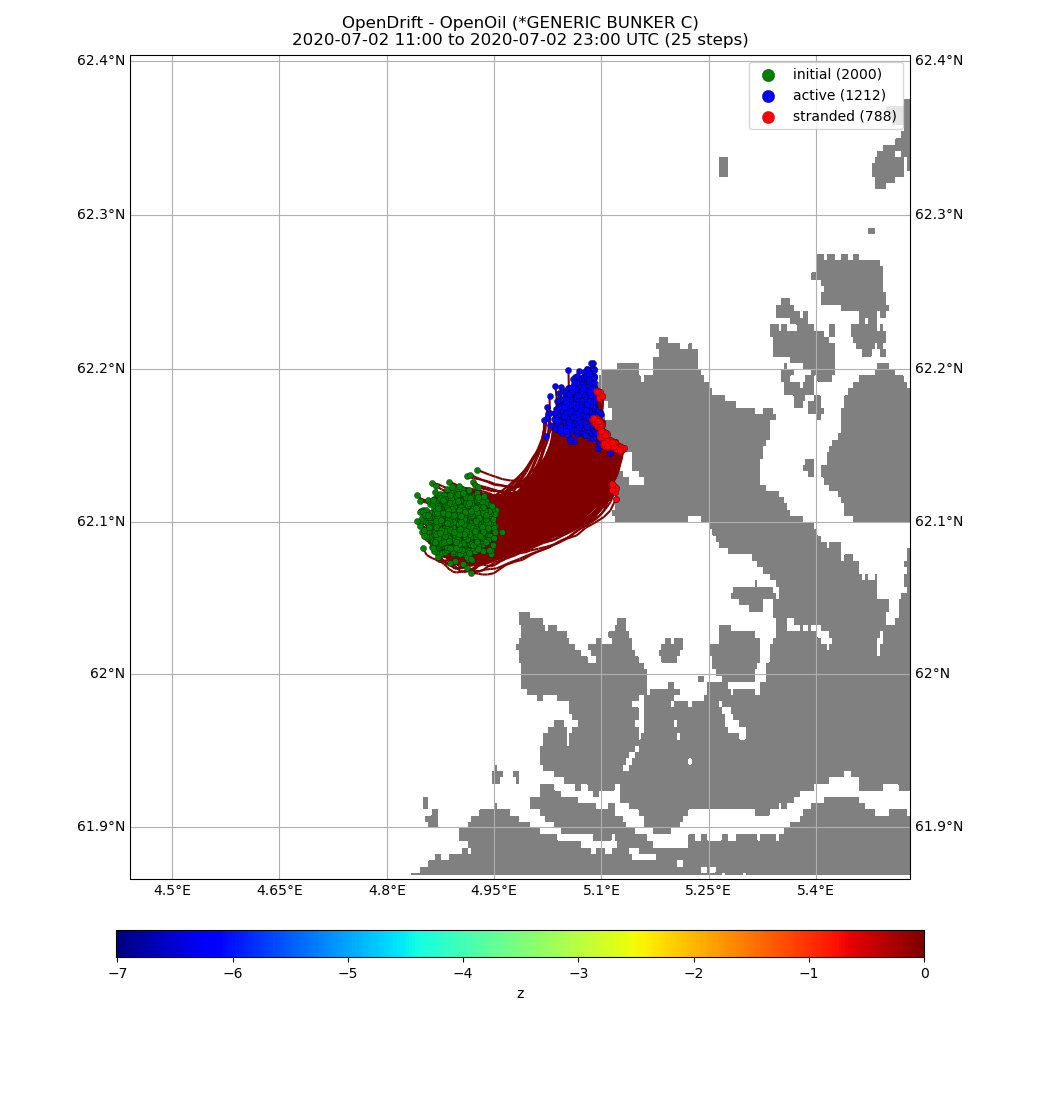 OpenDrift - OpenOil (*GENERIC BUNKER C)
2020-07-02 11:00 to 2020-07-02 23:00 UTC (25 steps)
62.4°N
62.4°N
initial (2000)
active (1212)
stranded (788)
62.3°N
62.3°N
62.2°N
62.2°N
62.1°N
62.1°N
62°N
62°N
61.9°N
61.9°N
4.5°E
4.65°E
4.8°E
4.95°E
5.1°E
5.25°E
5.4°E
−7
−6
−5
−4
−3
−2
−1
0
z